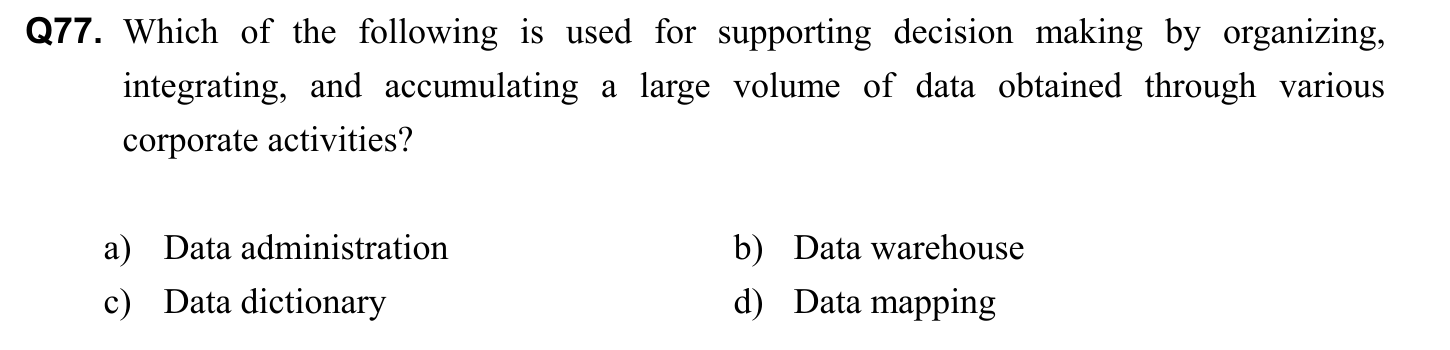 Q77. Which of the following is used for supporting decision making by organizing,
integrating, and accumulating a large volume of data obtained through various
corporate activities?
a) Data administration b) Data warehouse
c) Data dictionary d) Data mapping